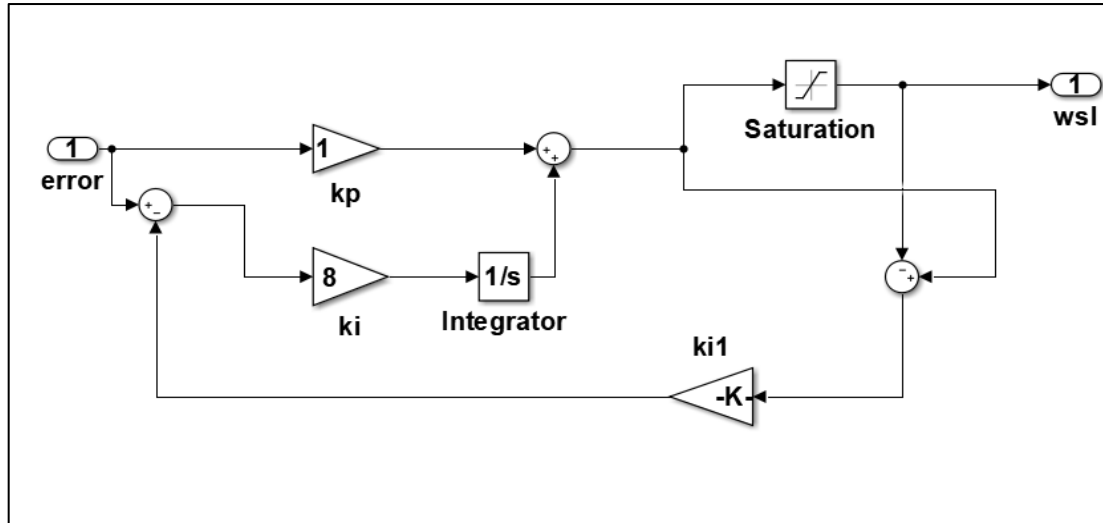 1
error
1
kp
+
+
Saturation
1
wsl
+
−
8
ki
1/s
Integrator
−
+
ki1
-K-